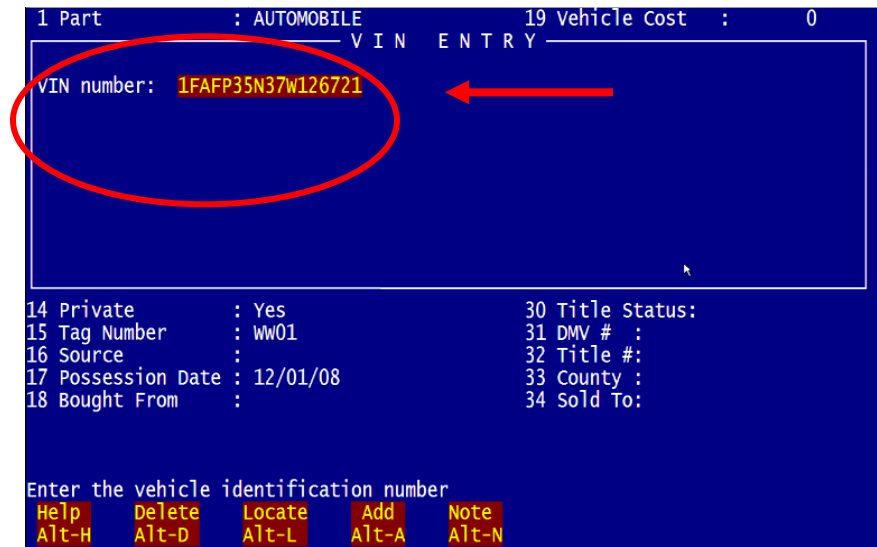 1 Part : AUTOMOBILE 19 Vehicle Cost : 0
VIN ENTRY
VIN number: 1FAFP35N37W126721
14 Private : Yes 30 Title Status:
15 Tag Number : WW01 31 DMV # :
16 Source : 32 Title #:
17 Possession Date : 12/01/08 33 County :
18 Bought From : 34 Sold To:
Enter the vehicle identification number
Help Delete Locate Add Note
Alt-H Alt-D Alt-L Alt-A Alt-N